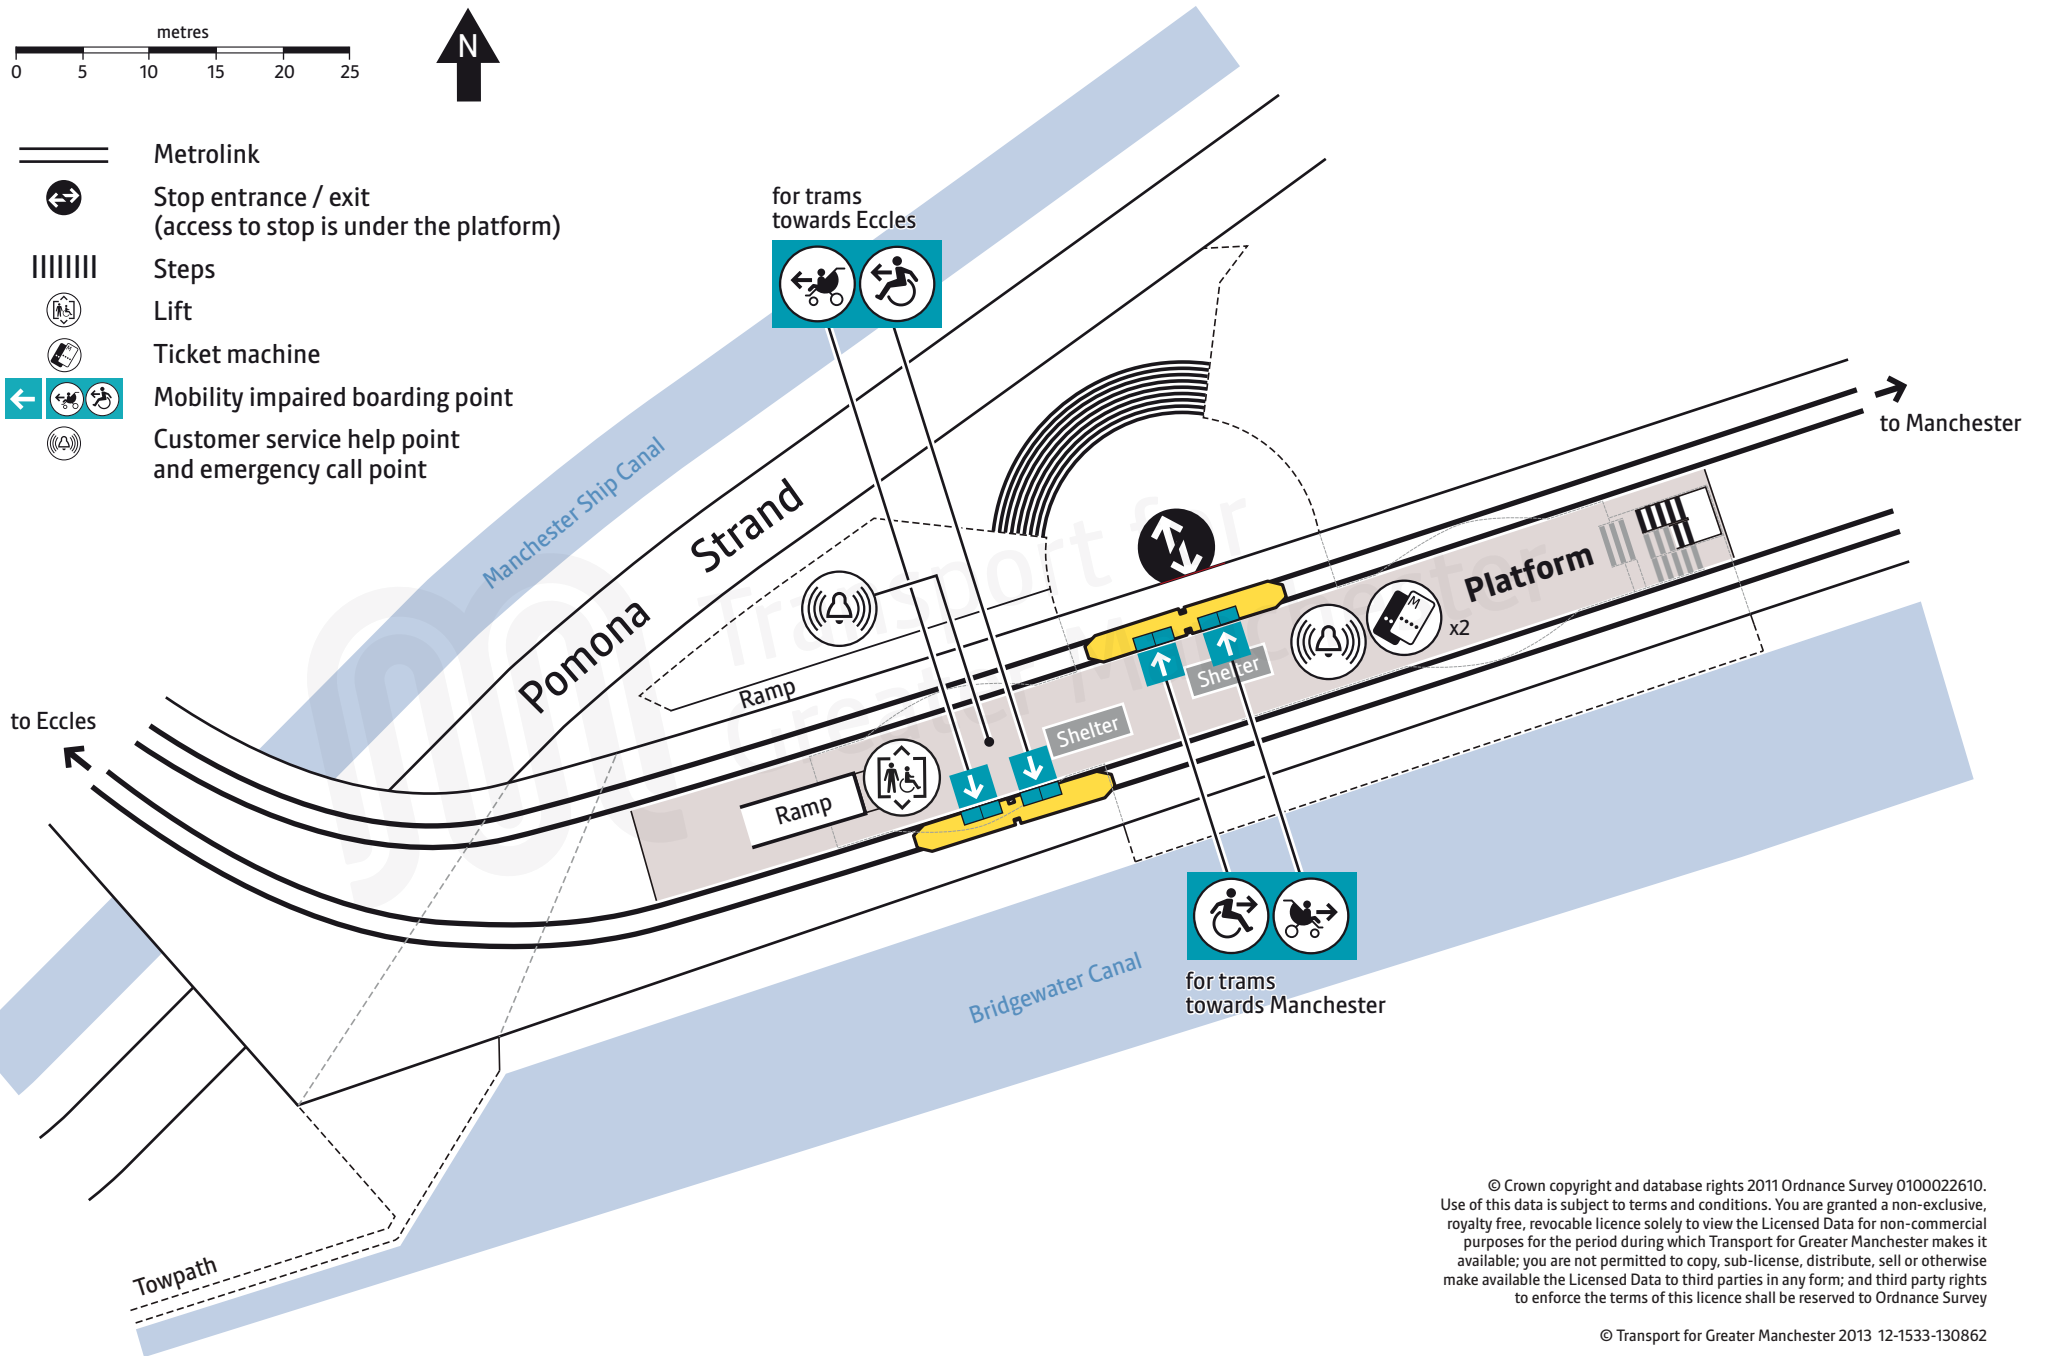 metres
0 5 10 15 20 25
N
Metrolink
Stop entrance / exit
(access to stop is under the platform)
Steps
Lift
Ticket machine
Mobility impaired boarding point
Customer service help point
and emergency call point
for trams
towards Eccles
Manchester Ship Canal
Pomona Strand
to Manchester
Platform
M
x2
Shelter
Shelter
Ramp
Ramp
to Eccles
Transport for
Greater Manchester
for trams
towards Manchester
Bridgewater Canal
Towpath
© Crown copyright and database rights 2011 Ordnance Survey 0100022610.
Use of this data is subject to terms and conditions. You are granted a non-exclusive,
royalty free, revocable licence solely to view the Licensed Data for non-commercial
purposes for the period during which Transport for Greater Manchester makes it
available; you are not permitted to copy, sub-license, distribute, sell or otherwise
make available the Licensed Data to third parties in any form; and third party rights
to enforce the terms of this licence shall be reserved to Ordnance Survey
© Transport for Greater Manchester 2013 12-1533-130862